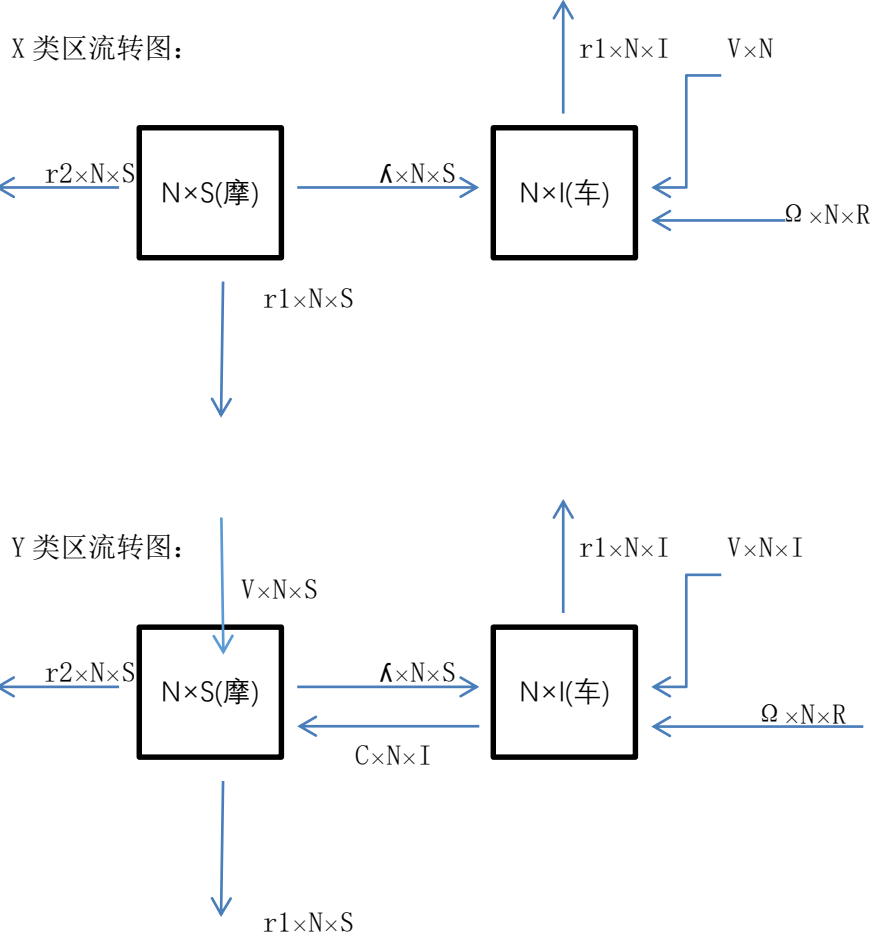 X 类区流转图：
r1×N×I
V×N
r2×N×S
N×S(摩)
ʎ×N×S
N×I(车)
Ω ×N×R
r1×N×S
Y 类区流转图：
r1×N×I
V×N×I
V×N×S
r2×N×S
N×S(摩)
ʎ×N×S
N×I(车)
Ω ×N×R
C×N×I
r1×N×S